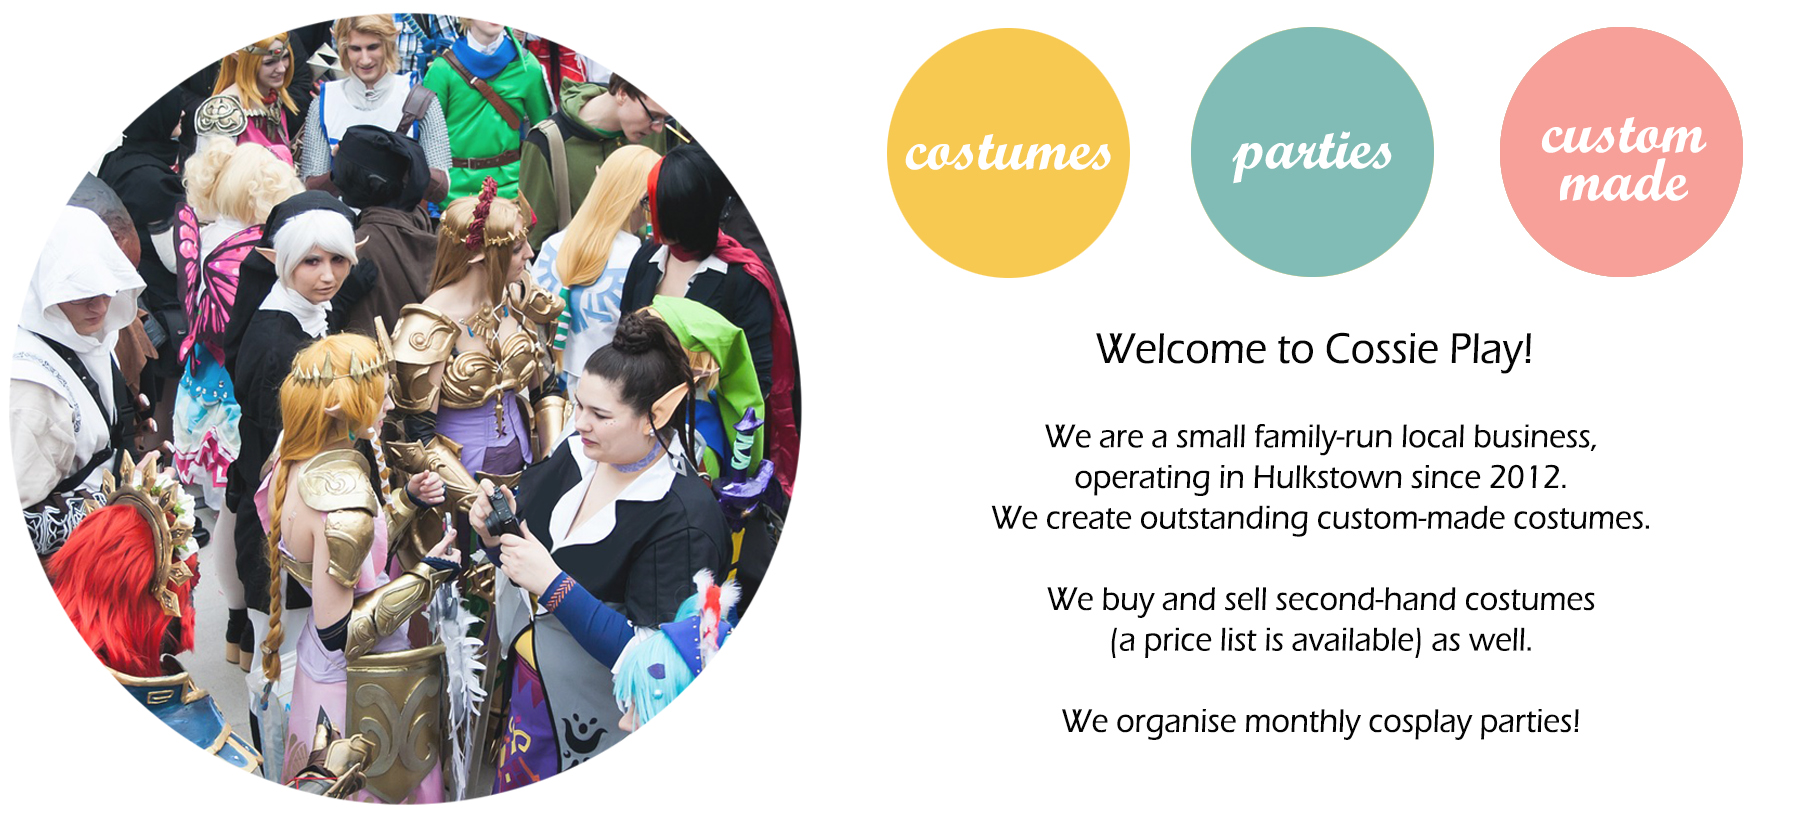 costumes
parties
custom
made
Welcome to Cossie Play!
We are a small family-run local business,
operating in Hulkstown since 2012.
We create outstanding custom-made costumes.
We buy and sell second-hand costumes
(a price list is available) as well.
We organise monthly cosplay parties!